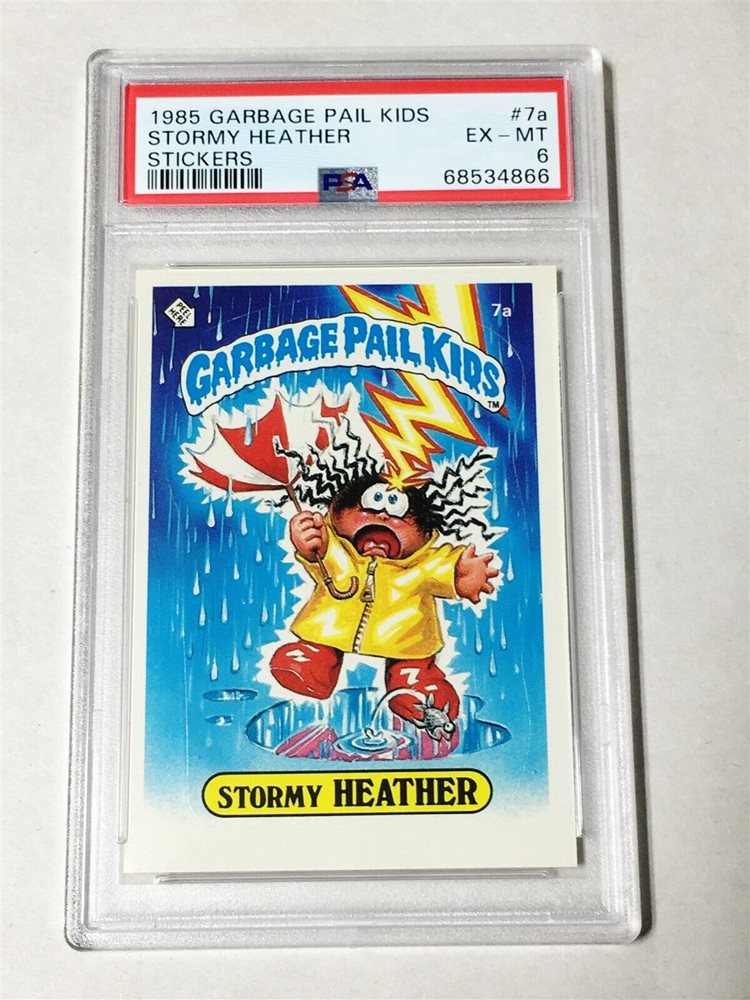 1985 GARBAGE PAIL KIDS #7a
STORMY HEATHER EX - MT
STICKERS 6
PSA 68534866
PEEL HERE
7a
GARBAGE PAIL KIDS
TM
STORMY HEATHER